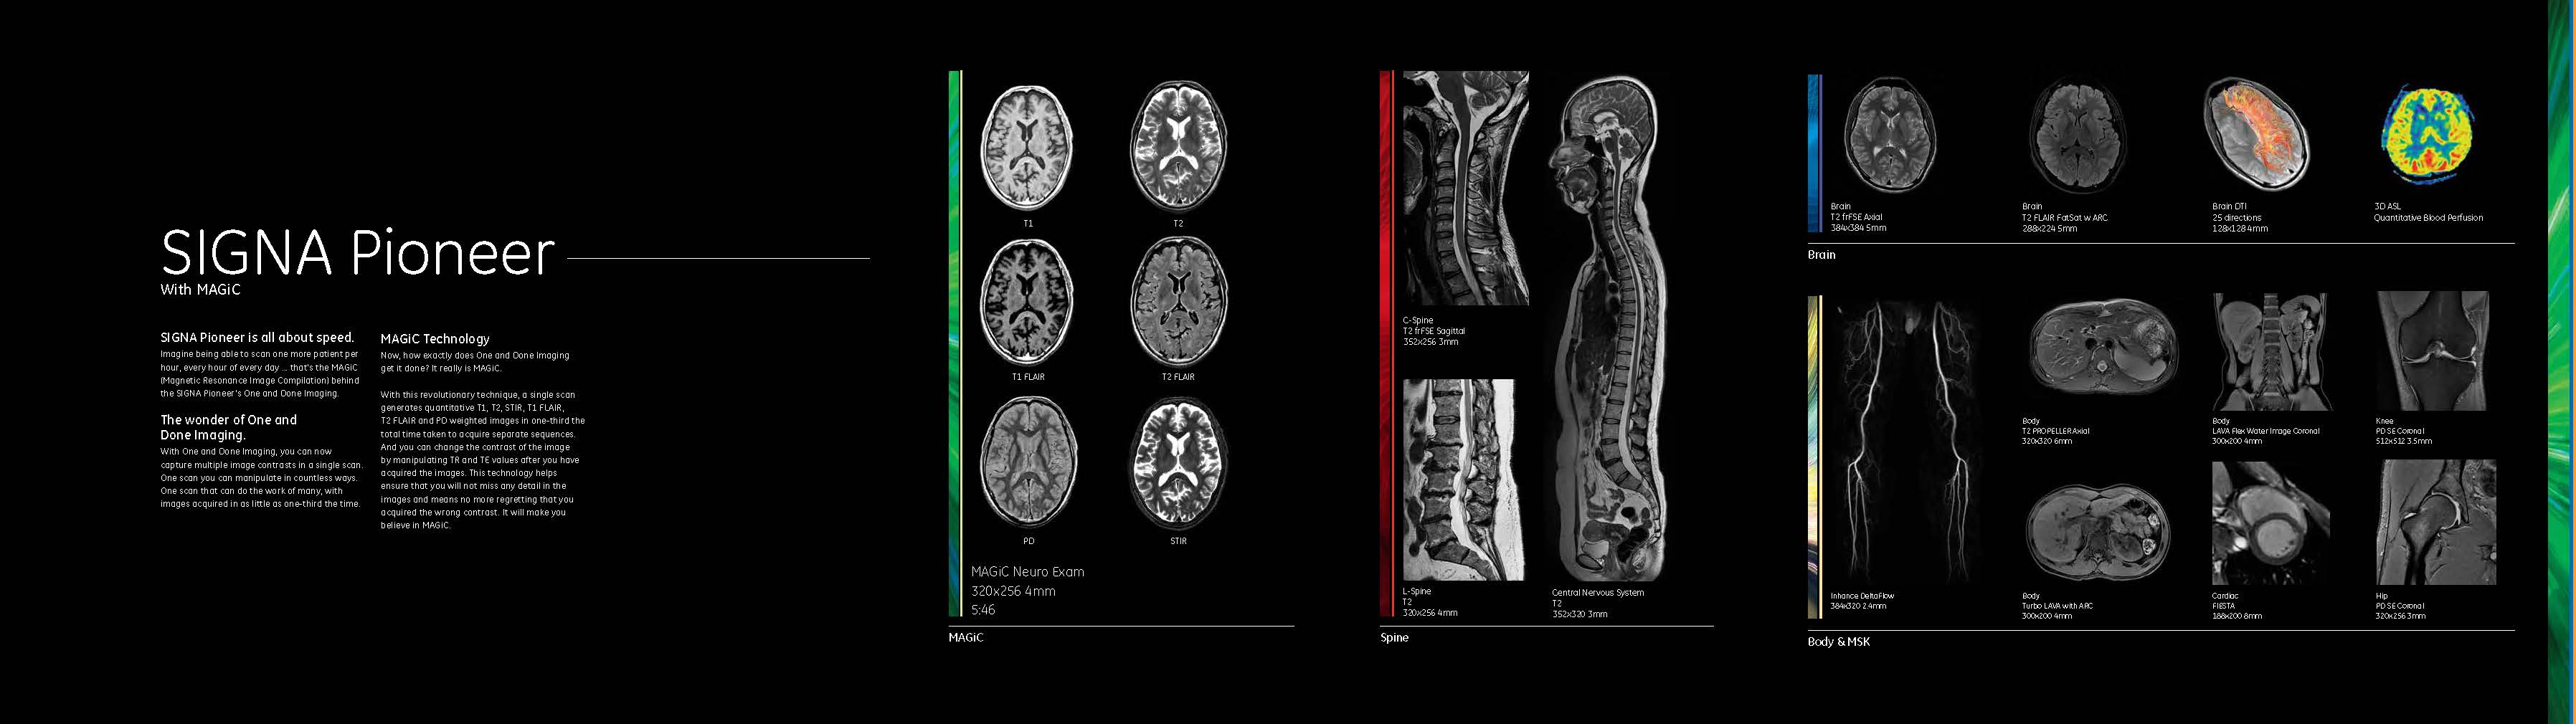 SIGNA Pioneer
With MAGiC
SIGNA Pioneer is all about speed.
Imagine being able to scan one more patient per
hour, every hour of every day ... that's the MAGiC
(Magnetic Resonance Image Compilation) behind
the SIGNA Pioneer's One and Done Imaging.
The wonder of One and
Done Imaging.
With One and Done Imaging, you can now
capture multiple image contrasts in a single scan.
One scan you can manipulate in countless ways.
One scan that can do the work of many, with
images acquired in as little as one-third the time.
MAGiC Technology
Now, how exactly does One and Done Imaging
get it done? It really is MAGiC.
With this revolutionary technique, a single scan
generates quantitative T1, T2, STIR, T1 FLAIR,
T2 FLAIR and PD weighted images in one-third the
total time taken to acquire separate sequences.
And you can change the contrast of the image
by manipulating TR and TE values after you have
acquired the images. This technology helps
ensure that you will not miss any detail in the
images and means no more regretting that you
acquired the wrong contrast. It will make you
believe in MAGiC.
T1
T2
T1 FLAIR
T2 FLAIR
PD
STIR
MAGiC Neuro Exam
320x256 4mm
5:46
MAGiC
C-Spine
T2 frFSE Sagittal
352x256 3mm
L-Spine
T2
320x256 4mm
Central Nervous System
T2
352x320 3mm
Spine
Brain
T2 frFSE Axial
384x384 5mm
Brain
T2 FLAIR FatSat w ARC
288x224 5mm
Brain DTI
25 directions
128x128 4mm
3D ASL
Quantitative Blood Perfusion
Brain
Inhance DeltaFlow
384x320 2.4mm
Body
T2 PROPELLER Axial
320x320 6mm
Body
LAVA Flex Water Image Coronal
300x200 4mm
Knee
PD SE Coronal
512x512 3.5mm
Body
Turbo LAVA with ARC
300x200 4mm
Cardiac
FIESTA
188x200 8mm
Hip
PD SE Coronal
320x256 3mm
Body & MSK